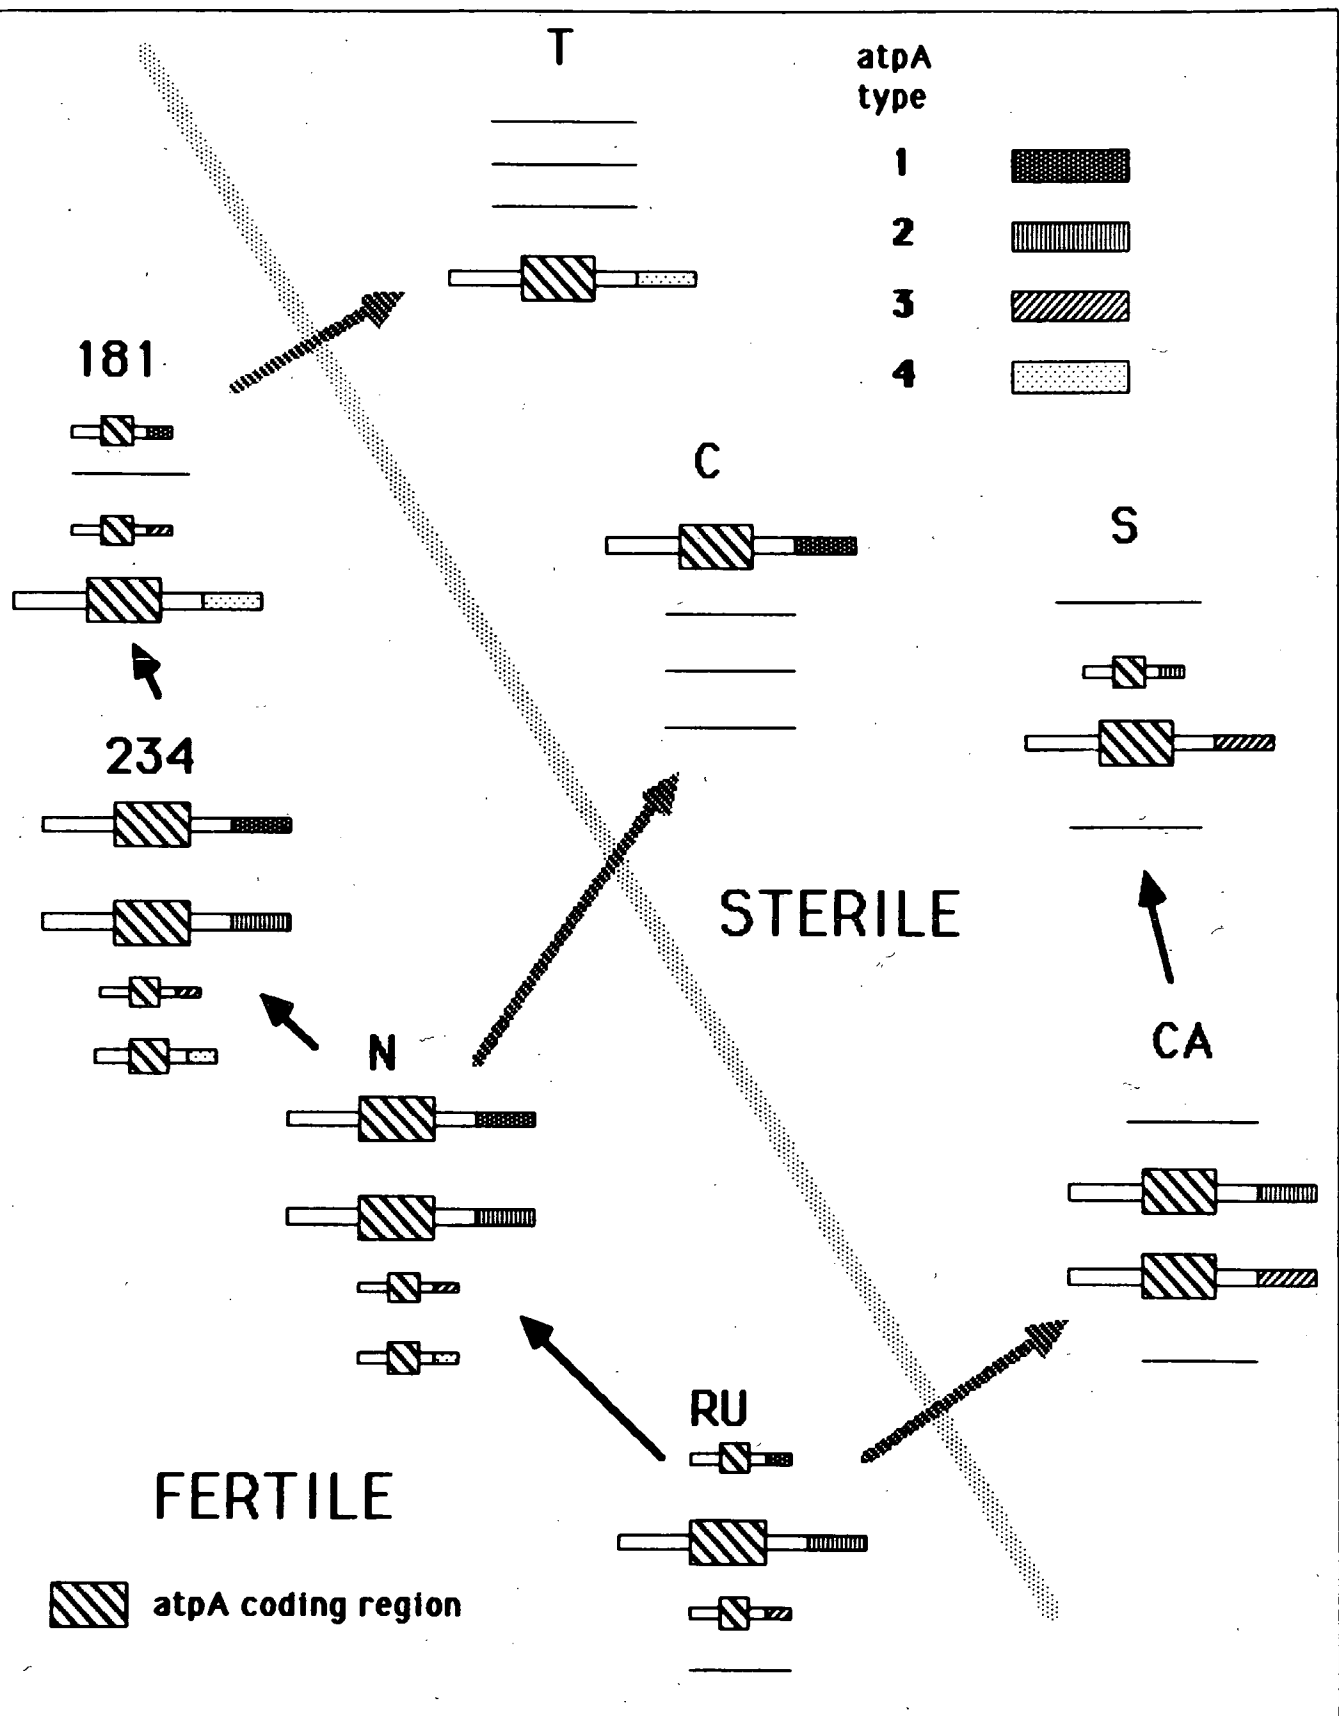 T
atpA
type
1
2
3
4
181
C
S
234
STERILE
N
CA
RU
FERTILE
atpA coding region